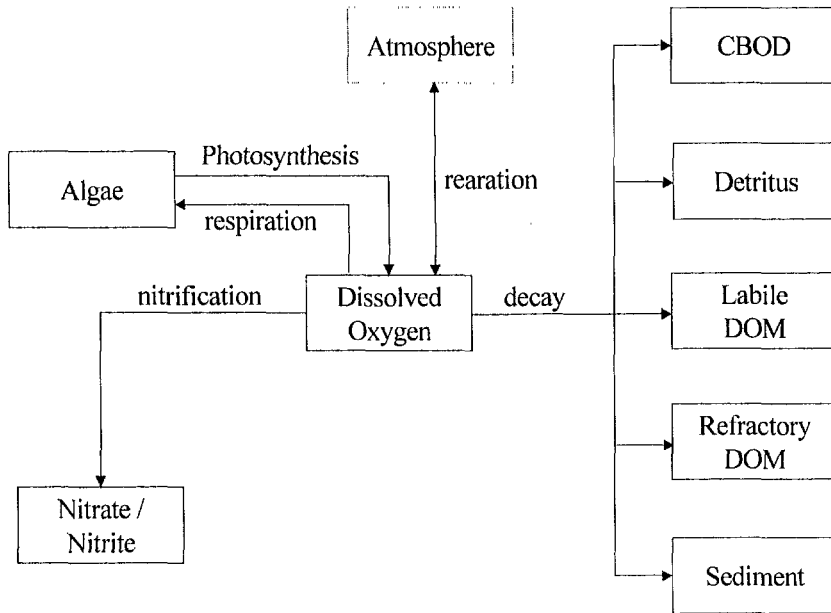 Atmosphere
CBOD
Photosynthesis
Algae
rearation
Detritus
respiration
nitrification
Dissolved
Oxygen
decay
Labile
DOM
Refractory
DOM
Nitrate /
Nitrite
Sediment